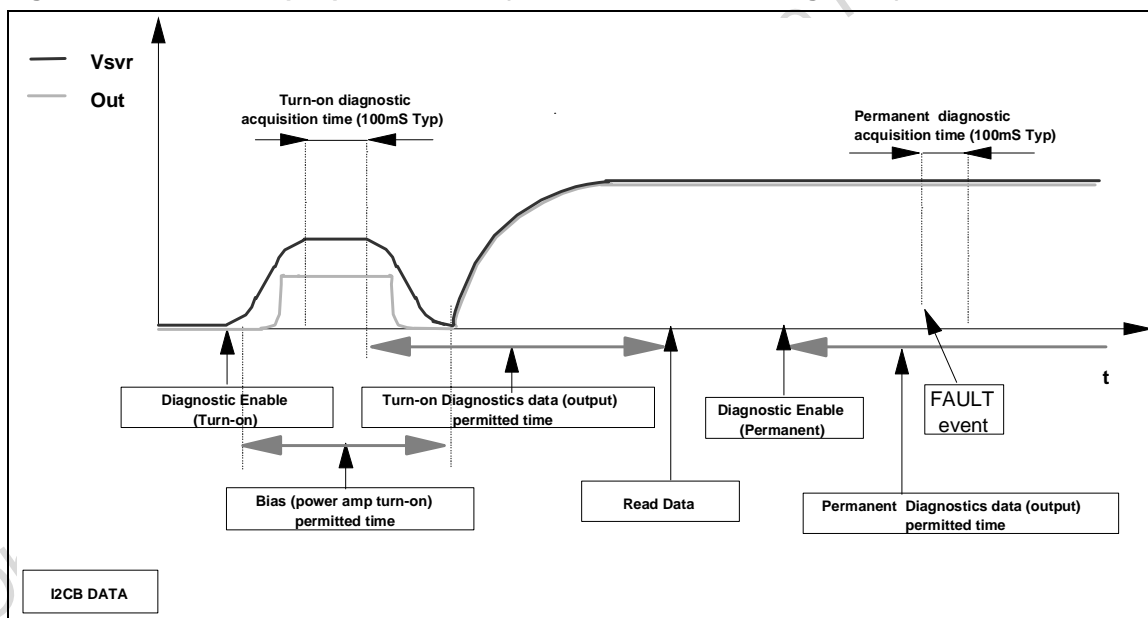 Vsvr
Out
Turn-on diagnostic
acquisition time (100mS Typ)
Permanent diagnostic
acquisition time (100mS Typ)
t
Diagnostic Enable
(Turn-on)
Turn-on Diagnostics data (output)
permitted time
Diagnostic Enable
(Permanent)
FAULT
event
Bias (power amp turn-on)
permitted time
Read Data
Permanent Diagnostics data (output)
permitted time
I2CB DATA